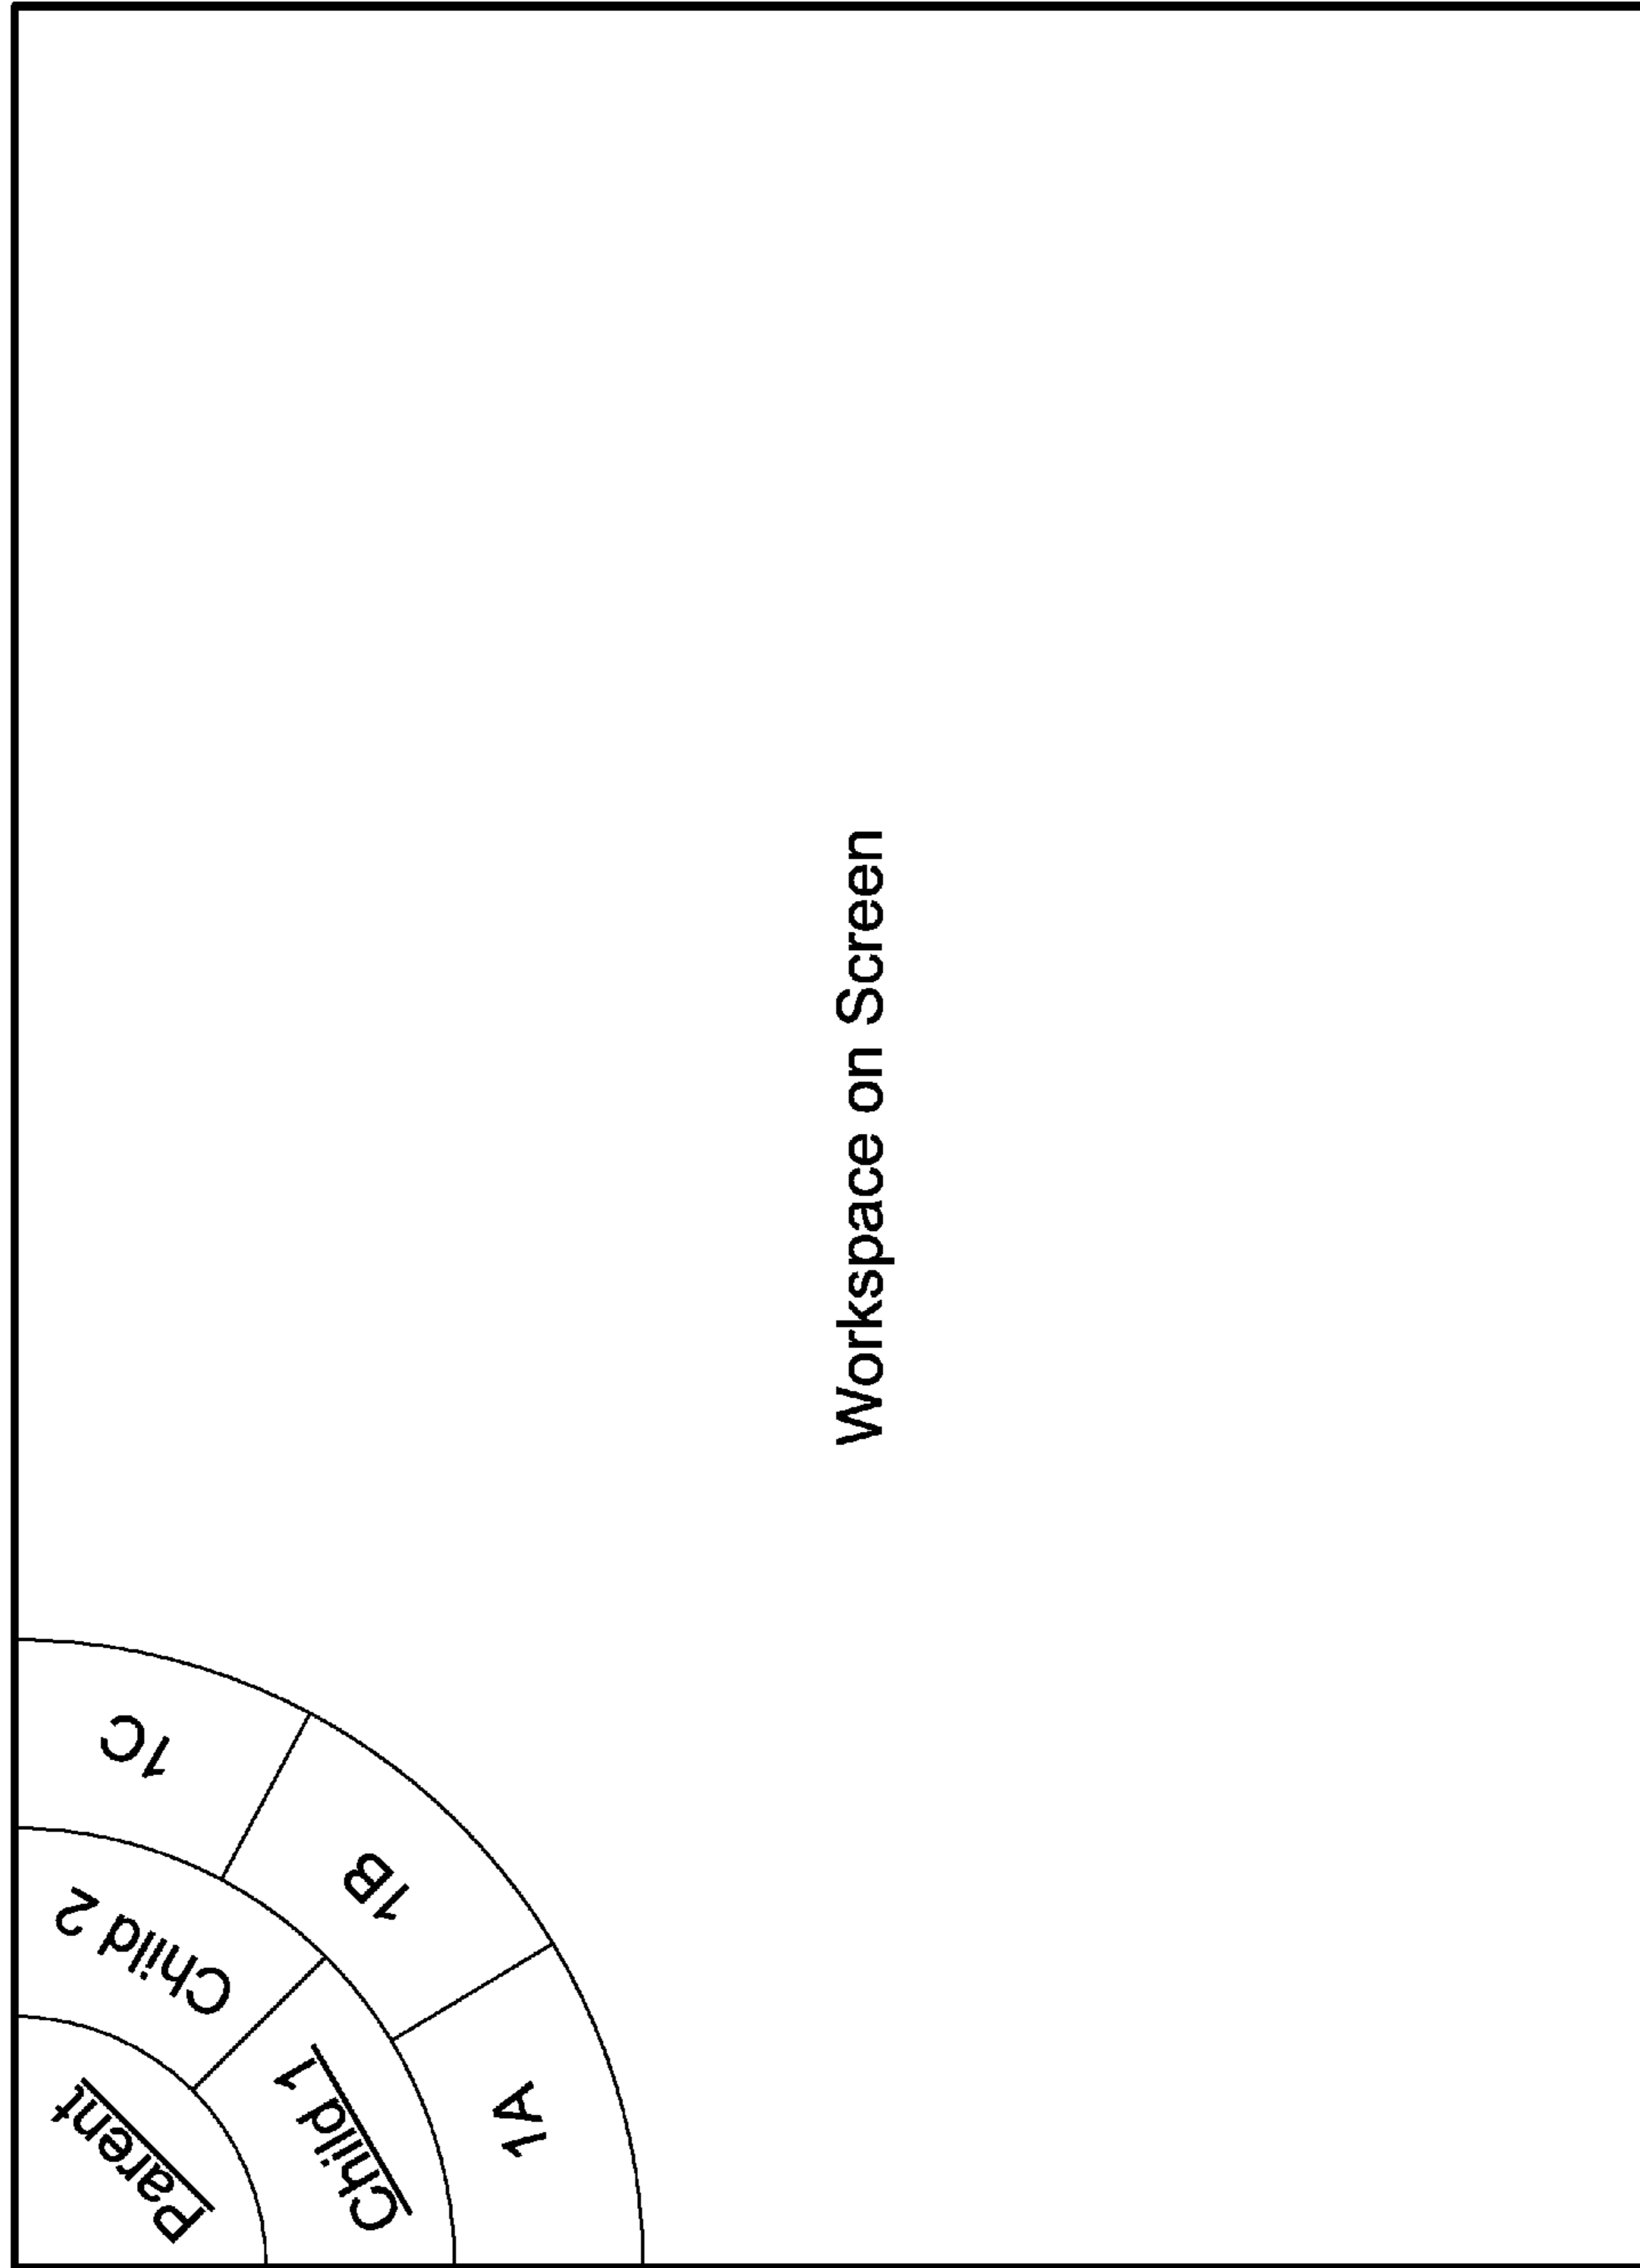 Parent
Child 1
Child 2
1A
1B
1C
Workspace on Screen